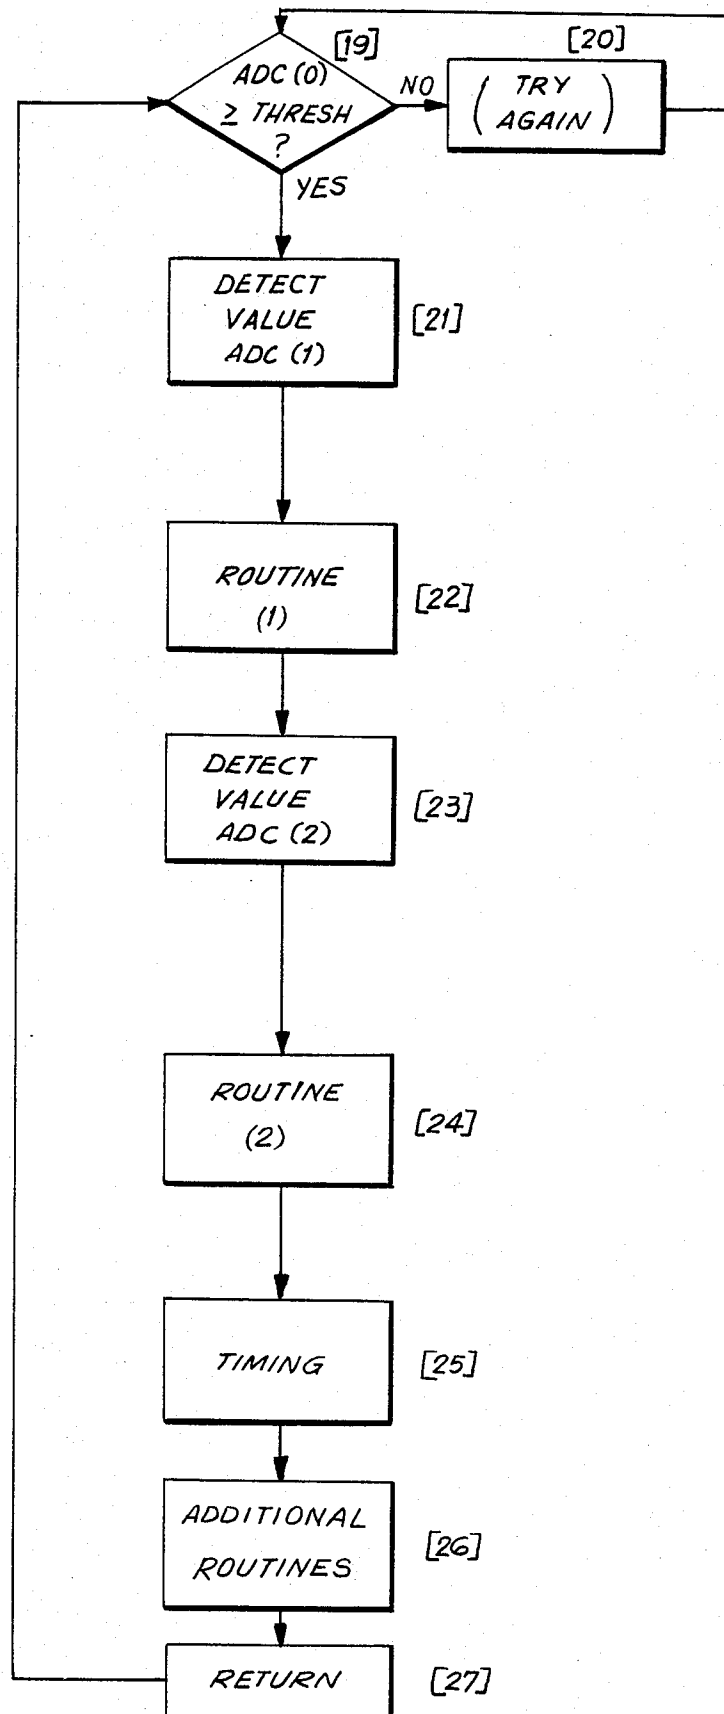 [19]
ADC (0)
≥ THRESH
?
NO
YES
[20]
( TRY
AGAIN )
DETECT
VALUE
ADC (1)
[21]
ROUTINE
(1)
[22]
DETECT
VALUE
ADC (2)
[23]
ROUTINE
(2)
[24]
TIMING
[25]
ADDITIONAL
ROUTINES
[26]
RETURN
[27]